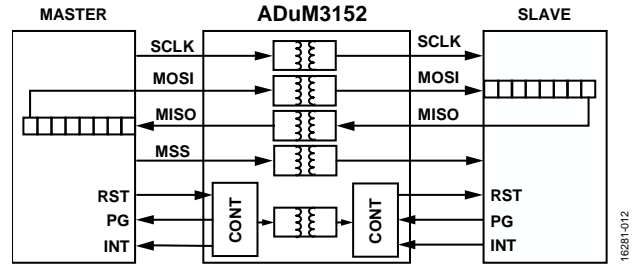 MASTER ADuM3152 SLAVE
SCLK SCLK
MOSI MOSI
MISO MISO
MSS
RST CONT CONT RST
PG PG
INT INT
16281-012